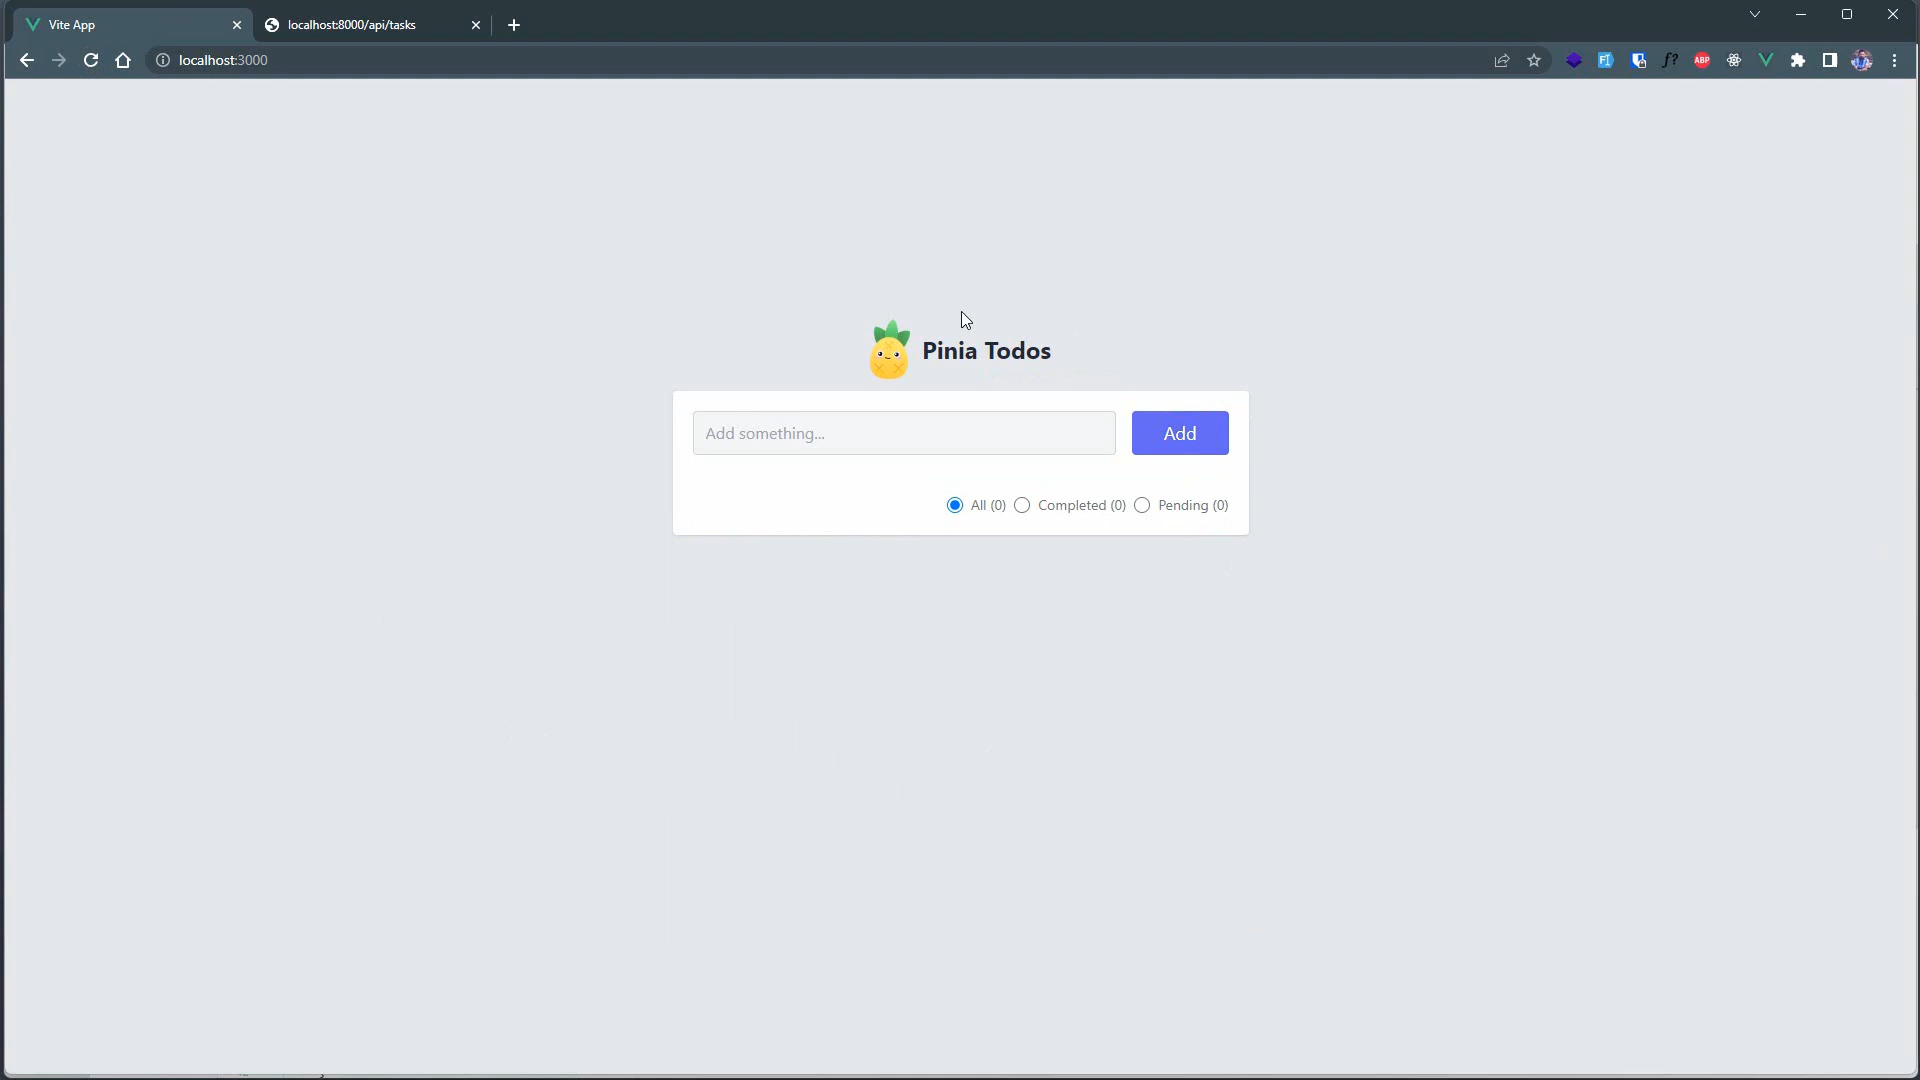 Vite App
localhost:8000/api/tasks
localhost:3000
F
f?
ABP
Pinia Todos
Add something...
Add
All (0) Completed (0) Pending (0)